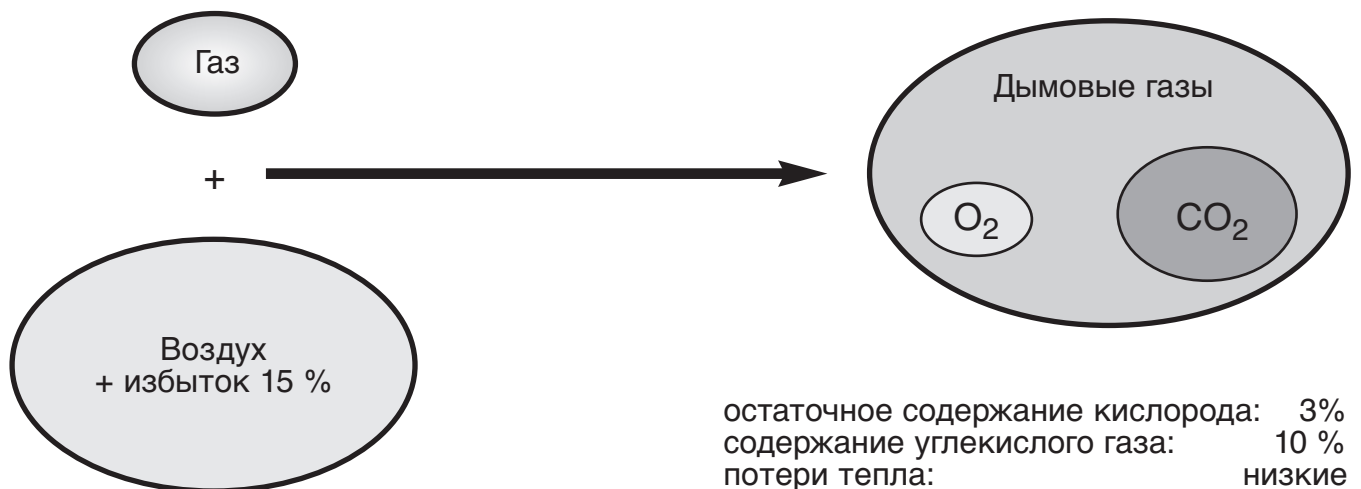 Газ
+
Воздух
+ избыток 15 %
Дымовые газы
O₂
CO₂
остаточное содержание кислорода: 3%
содержание углекислого газа: 10 %
потери тепла: низкие